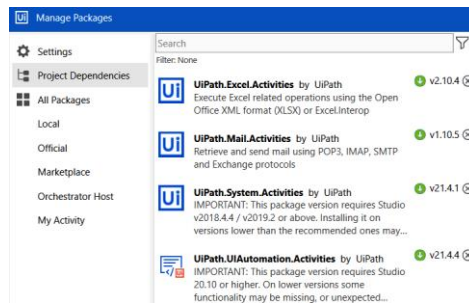 Ui Manage Packages
Settings
Project Dependencies
All Packages
Local
Official
Marketplace
Orchestrator Host
My Activity
Search
Filter: None
Ui UiPath.Excel.Activities by UiPath v2.10.4
Execute Excel related operations using the Open
Office XML format (XLSX) or Excel.Interop
Ui UiPath.Mail.Activities by UiPath v1.10.5
Retrieve and send mail using POP3, IMAP, SMTP
and Exchange protocols
Ui UiPath.System.Activities by UiPath v21.4.1
IMPORTANT: This package version requires Studio
v2018.4.4 / v2019.2 or above. Installing it on
versions lower than the recommended ones may...
UiPath.UIAutomation.Activities by UiPath v21.4.4
IMPORTANT: This package version requires Studio
20.10 or higher. On lower versions some
functionality may be missing, or unexpected...